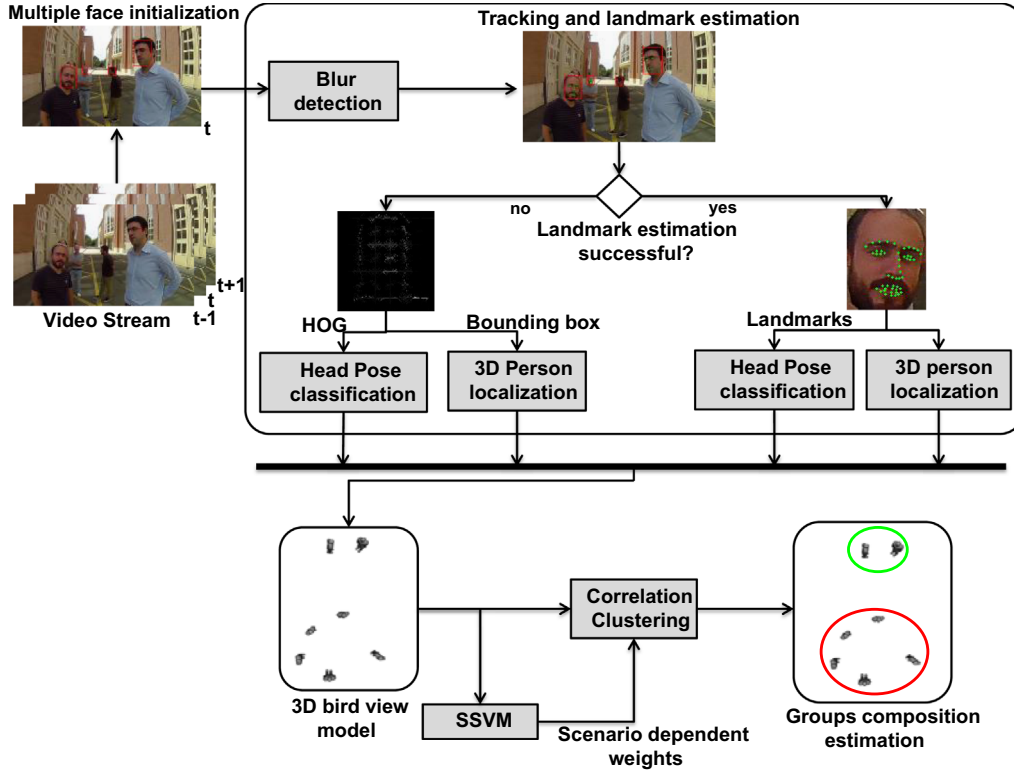 Multiple face initialization
Tracking and landmark estimation
Blur
detection
t
no
yes
Landmark estimation
successful?
t+1
t
t-1
Video Stream
HOG
Bounding box
Landmarks
Head Pose
classification
3D Person
localization
Head Pose
classification
3D person
localization
Correlation
Clustering
3D bird view
model
SSVM
Scenario dependent
weights
Groups composition
estimation